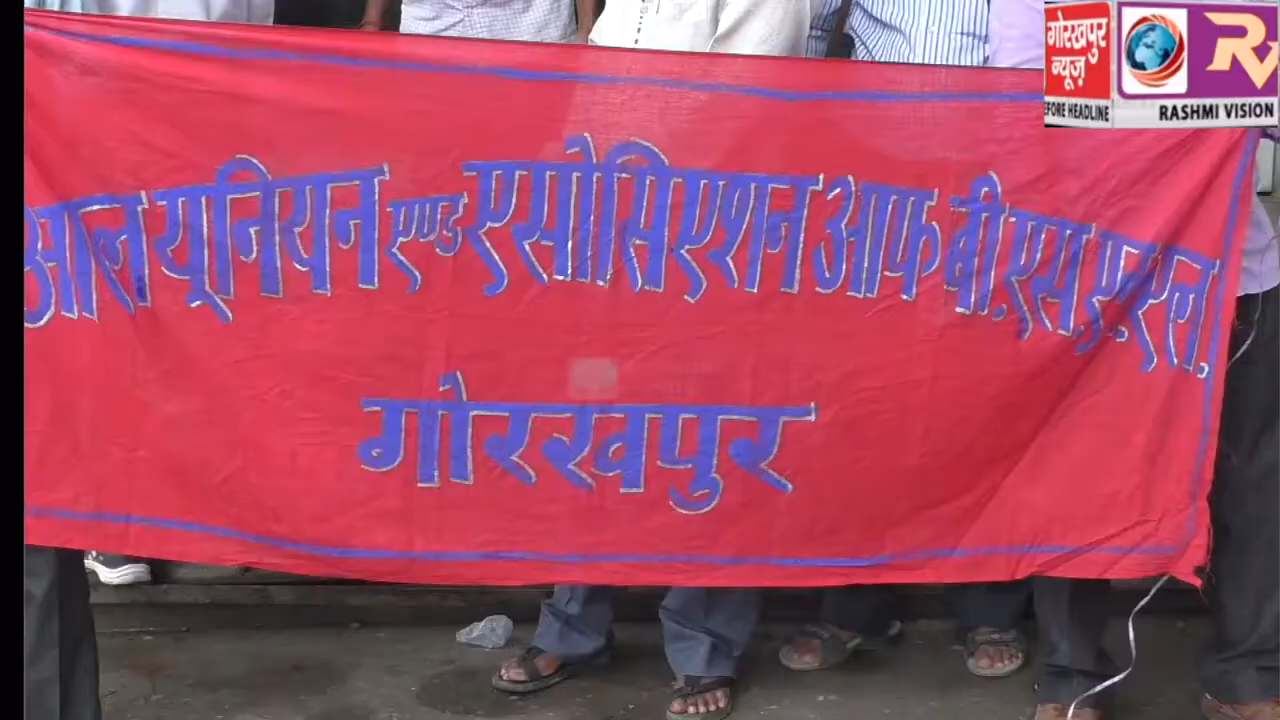 आल यूनियन एण्ड एसोसिएशन आफ बी.एस.एन.एल.
गोरखपुर
गोरखपुर
न्यूज़
EFORE HEADLINE
RV
RASHMI VISION